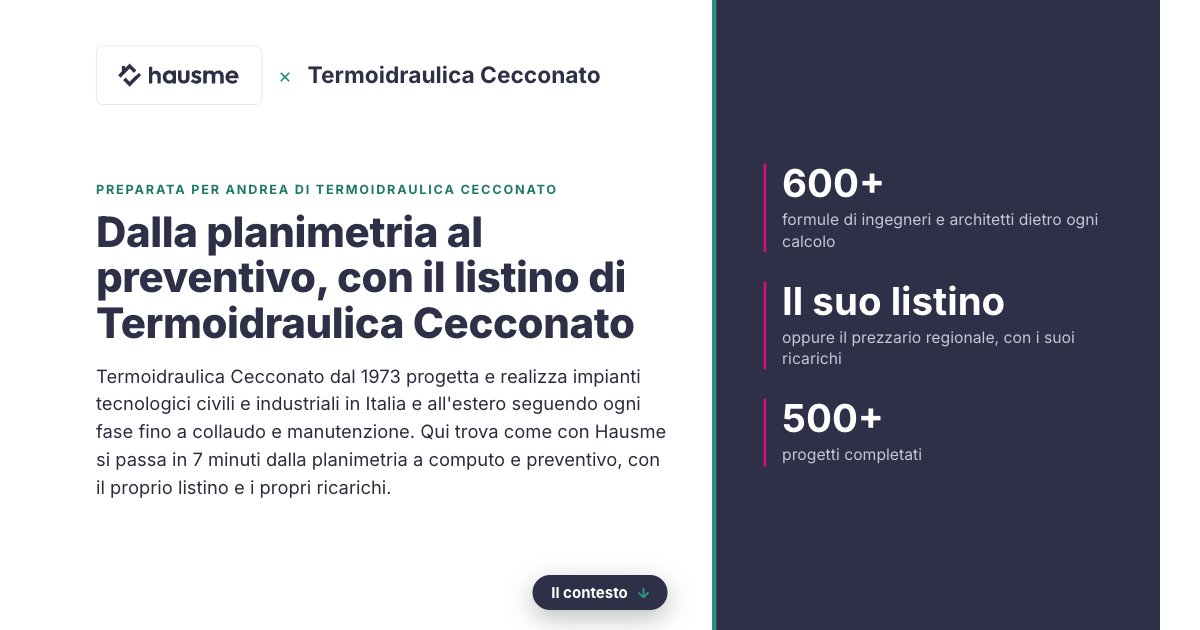 hausme × Termoidraulica Cecconato
PREPARATA PER ANDREA DI TERMOIDRAULICA CECCONATO
Dalla planimetria al
preventivo, con il listino di
Termoidraulica Cecconato
Termoidraulica Cecconato dal 1973 progetta e realizza impianti
tecnologici civili e industriali in Italia e all'estero seguendo ogni
fase fino a collaudo e manutenzione. Qui trova come con Hausme
si passa in 7 minuti dalla planimetria a computo e preventivo, con
il proprio listino e i propri ricarichi.
Il contesto ↓
600+
formule di ingegneri e architetti dietro ogni
calcolo
Il suo listino
oppure il prezzario regionale, con i suoi
ricarichi
500+
progetti completati